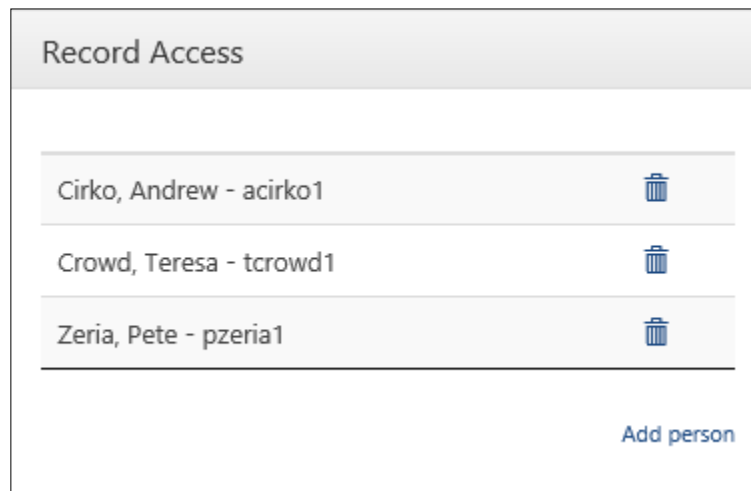 Record Access
Cirko, Andrew - acirko1
Crowd, Teresa - tcrowd1
Zeria, Pete - pzeria1
Add person